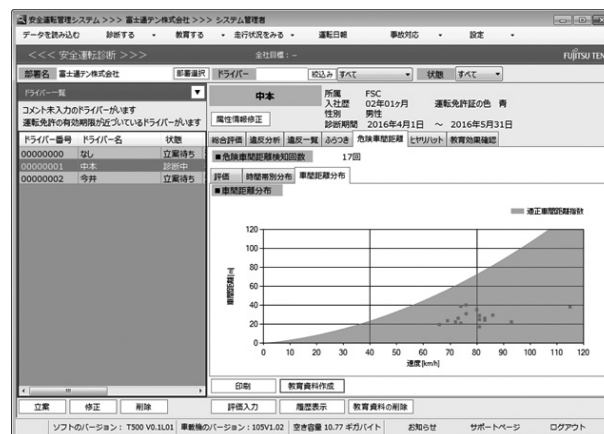 安全運転管理システム >>> 富士通テン株式会社 >>> システム管理者
データを読み込む 診断する 教育する 走行状況をみる 運転日報 事故対応 設定
<<< 安全運転診断 >>> 全社目標：− FUJITSU TEN
部署名 富士通テン株式会社 部署選択 ドライバー 絞込み すべて 状態 すべて
ドライバー一覧
コメント未入力のドライバーがいます
運転免許の有効期限が近づいているドライバーがいます
ドライバー番号 ドライバー名 状態
00000000 なし 立案待ち
00000001 中本 診断中
00000002 今井 立案待ち
中本
属性情報修正
所属 FSC
入社歴 02年01ヶ月 運転免許証の色 青
性別 男性
診断期間 2016年4月1日 ～ 2016年5月31日
総合評価 違反分析 違反一覧 ふらつき 危険車間距離 ヒヤリハット 教育効果確認
■危険車間距離検知回数 17回
評価 時間帯別分布 車間距離分布
■車間距離分布
適正車間距離指数
車間距離[m]
120
100
80
60
40
20
0
0 10 20 30 40 50 60 70 80 90 100 110 120
速度[km/h]
印刷 教育資料作成
立案 修正 削除 評価入力 履歴表示 教育資料の削除
ソフトのバージョン： T500 V0.1L01 車載機のバージョン：105V1.02 空き容量 10.77 ギガバイト お知らせ サポートページ ログアウト